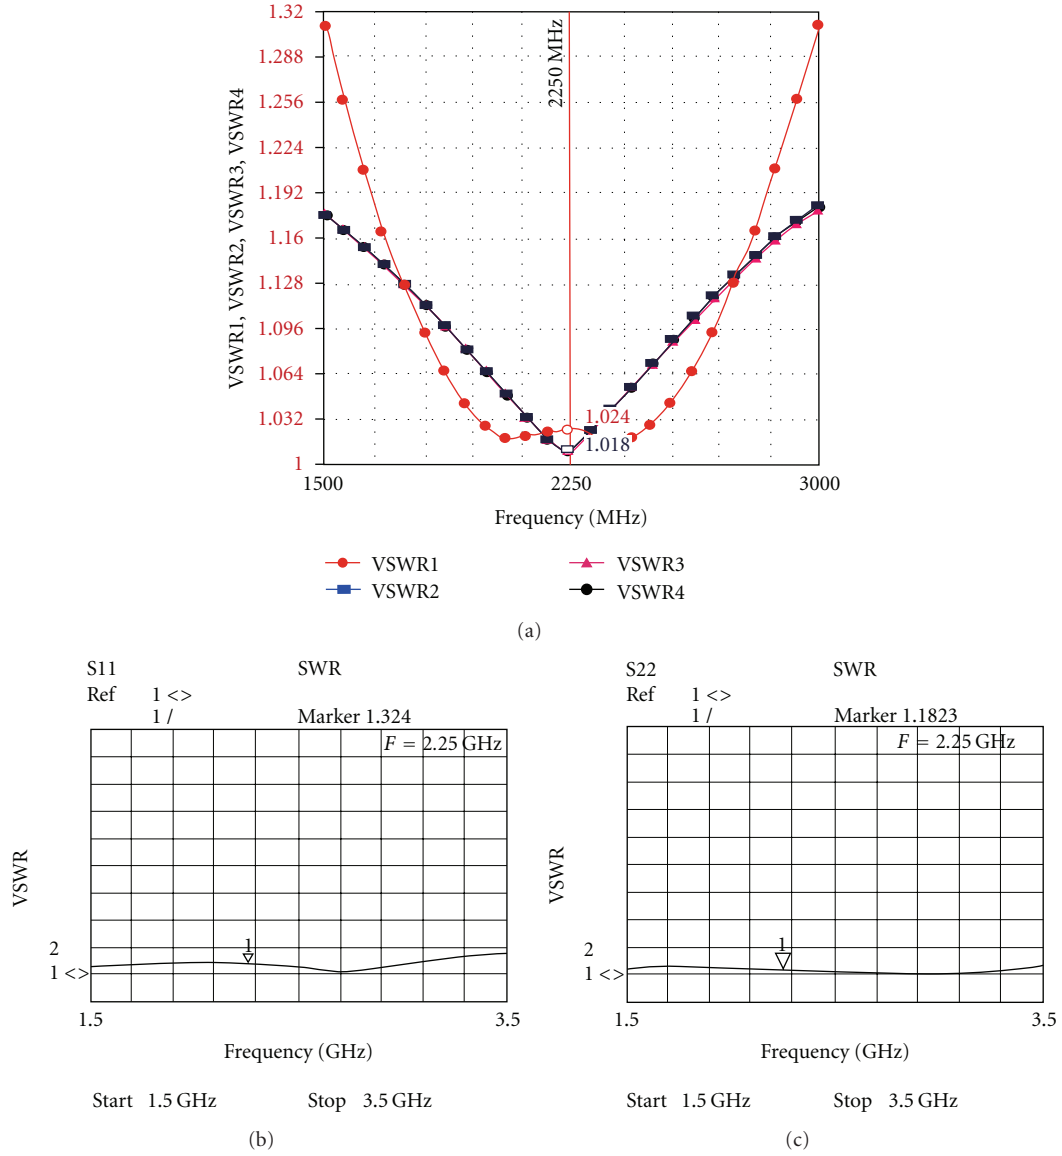 1.32
1.288
1.256
1.224
1.192
1.16
1.128
1.096
1.064
1.032
1
VSWR1, VSWR2, VSWR3, VSWR4
2250 MHz
1.024
1.018
1500
2250
3000
Frequency (MHz)
VSWR1
VSWR3
VSWR2
VSWR4
(a)
S11
SWR
Ref
1 <>
1 /
Marker 1.324
F = 2.25 GHz
VSWR
2
1 <>
1
1.5
3.5
Frequency (GHz)
Start 1.5 GHz
Stop 3.5 GHz
(b)
S22
SWR
Ref
1 <>
1 /
Marker 1.1823
F = 2.25 GHz
VSWR
2
1 <>
1
1.5
3.5
Frequency (GHz)
Start 1.5 GHz
Stop 3.5 GHz
(c)